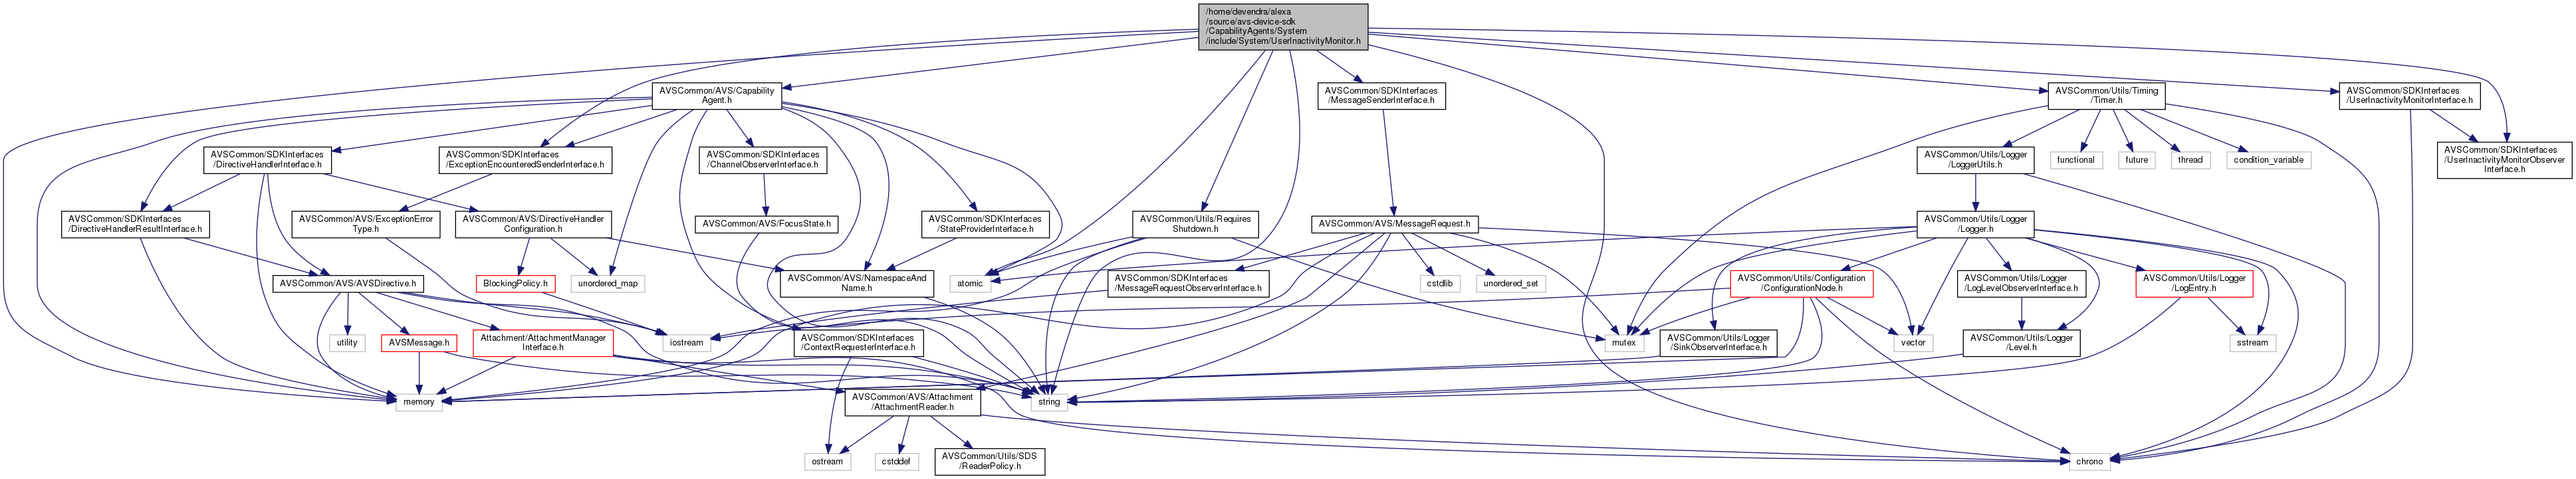 /home/devendra/alexa
/source/avs-device-sdk
/CapabilityAgents/System
/include/System/UserInactivityMonitor.h
AVSCommon/AVS/Capability
Agent.h
AVSCommon/SDKInterfaces
/MessageSenderInterface.h
AVSCommon/Utils/Timing
/Timer.h
AVSCommon/SDKInterfaces
/UserInactivityMonitorInterface.h
AVSCommon/SDKInterfaces
/DirectiveHandlerInterface.h
AVSCommon/SDKInterfaces
/ExceptionEncounteredSenderInterface.h
AVSCommon/SDKInterfaces
/ChannelObserverInterface.h
AVSCommon/Utils/Logger
/LoggerUtils.h
functional
future
thread
condition_variable
AVSCommon/SDKInterfaces
/UserInactivityMonitorObserver
Interface.h
AVSCommon/SDKInterfaces
/DirectiveHandlerResultInterface.h
AVSCommon/AVS/ExceptionError
Type.h
AVSCommon/AVS/DirectiveHandler
Configuration.h
AVSCommon/AVS/FocusState.h
AVSCommon/SDKInterfaces
/StateProviderInterface.h
AVSCommon/Utils/Requires
Shutdown.h
AVSCommon/AVS/MessageRequest.h
AVSCommon/Utils/Logger
/Logger.h
AVSCommon/AVS/AVSDirective.h
BlockingPolicy.h
unordered_map
AVSCommon/AVS/NamespaceAnd
Name.h
atomic
AVSCommon/SDKInterfaces
/MessageRequestObserverInterface.h
cstdlib
unordered_set
AVSCommon/Utils/Configuration
/ConfigurationNode.h
AVSCommon/Utils/Logger
/LogLevelObserverInterface.h
AVSCommon/Utils/Logger
/LogEntry.h
utility
AVSMessage.h
Attachment/AttachmentManager
Interface.h
iostream
AVSCommon/SDKInterfaces
/ContextRequesterInterface.h
mutex
AVSCommon/Utils/Logger
/SinkObserverInterface.h
vector
AVSCommon/Utils/Logger
/Level.h
sstream
memory
AVSCommon/AVS/Attachment
/AttachmentReader.h
string
ostream
cstddef
AVSCommon/Utils/SDS
/ReaderPolicy.h
chrono